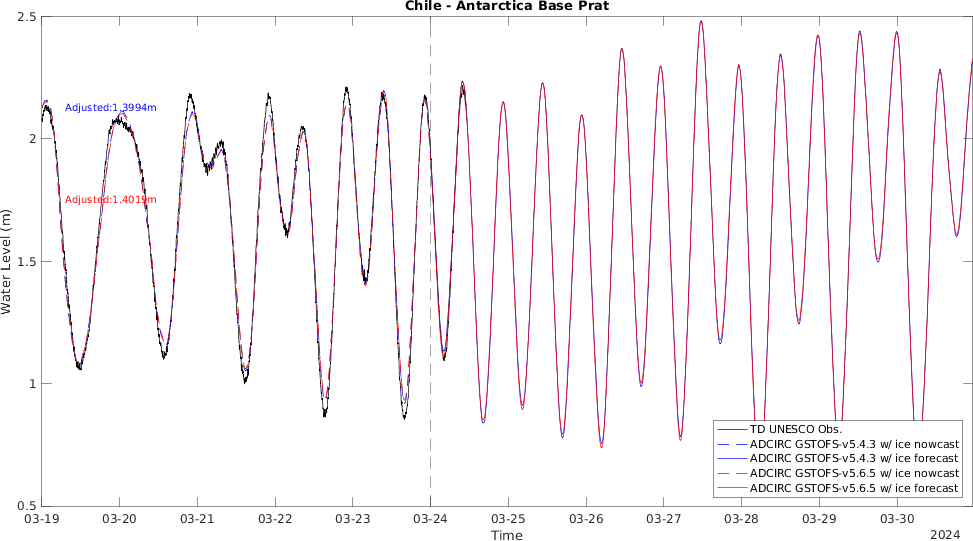 Chile - Antarctica Base Prat
2.5
2
1.5
1
0.5
Water Level (m)
Adjusted:1.3994m
Adjusted:1.4019m
TD UNESCO Obs.
ADCIRC GSTOFS-v5.4.3 w/ ice nowcast
ADCIRC GSTOFS-v5.4.3 w/ ice forecast
ADCIRC GSTOFS-v5.6.5 w/ ice nowcast
ADCIRC GSTOFS-v5.6.5 w/ ice forecast
03-19 03-20 03-21 03-22 03-23 03-24 03-25 03-26 03-27 03-28 03-29 03-30
Time
2024